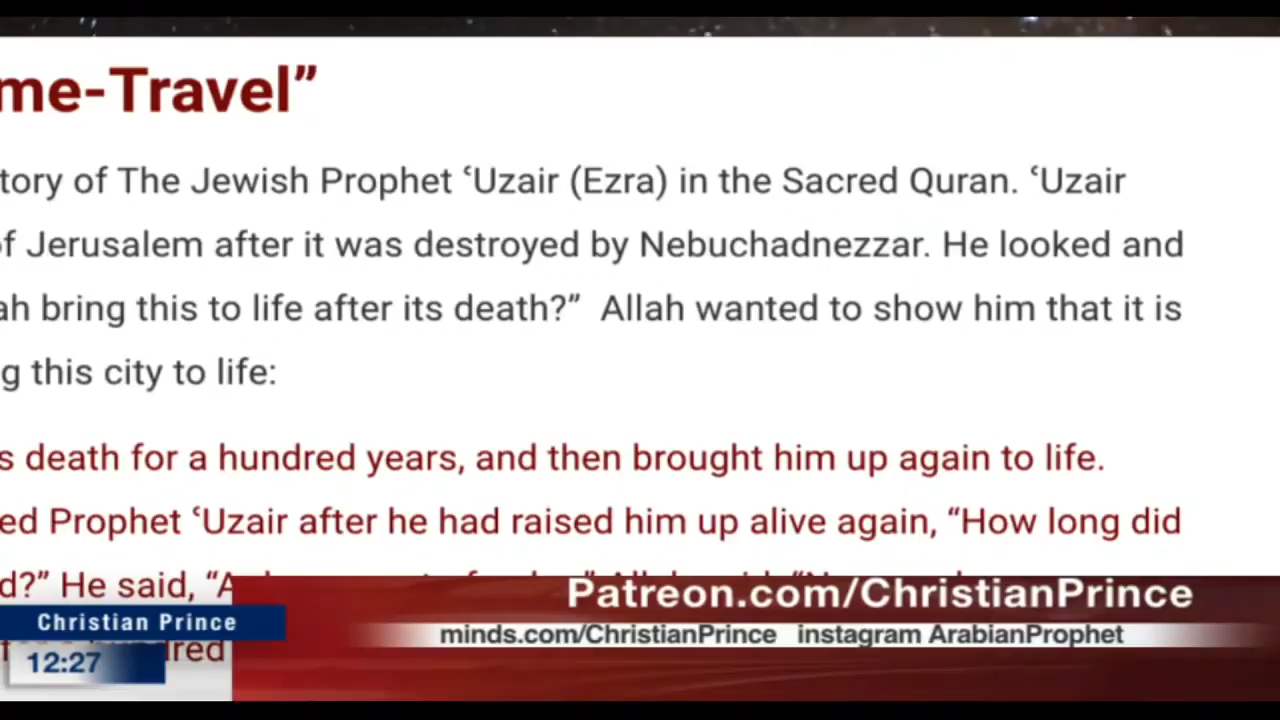 me-Travel”
tory of The Jewish Prophet ʿUzair (Ezra) in the Sacred Quran. ʿUzair
of Jerusalem after it was destroyed by Nebuchadnezzar. He looked and
ah bring this to life after its death?” Allah wanted to show him that it is
g this city to life:
s death for a hundred years, and then brought him up again to life.
ed Prophet ʿUzair after he had raised him up alive again, “How long did
d?” He said, “A
Patreon.com/ChristianPrince
Christian Prince
minds.com/ChristianPrince instagram ArabianProphet
12:27